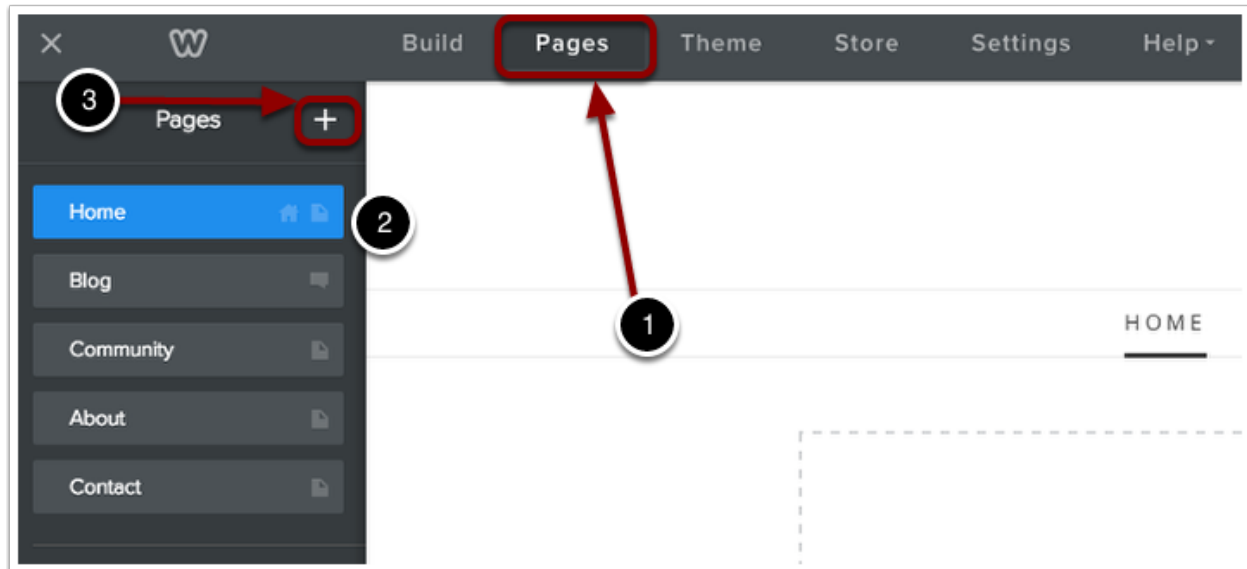 Build Pages Theme Store Settings Help
3
Pages +
Home
2
Blog
1
HOME
Community
About
Contact